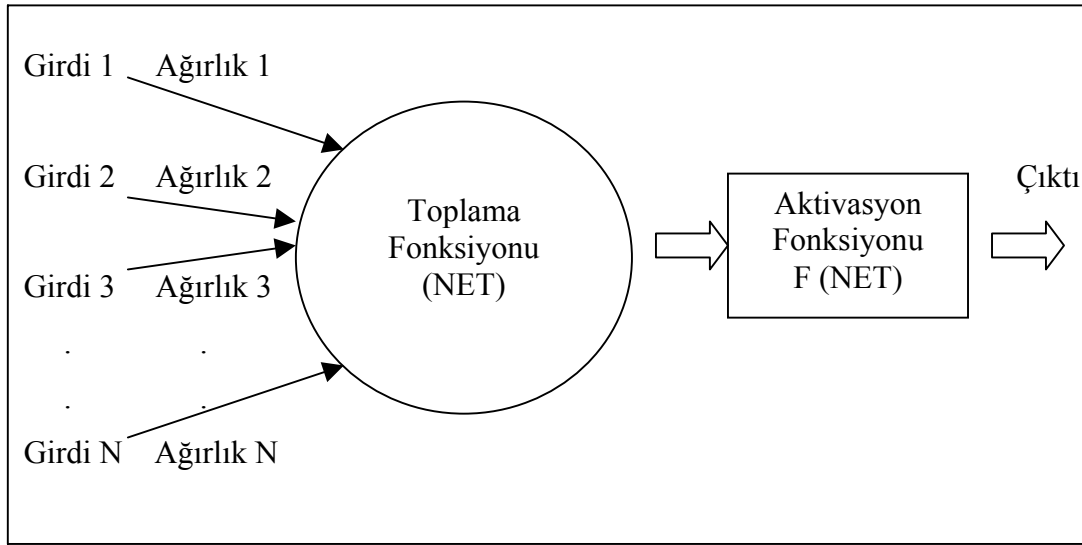 Girdi 1 Ağırlık 1
Girdi 2 Ağırlık 2
Girdi 3 Ağırlık 3
. .
. .
Girdi N Ağırlık N
Toplama
Fonksiyonu
(NET)
Aktivasyon
Fonksiyonu
F (NET)
Çıktı